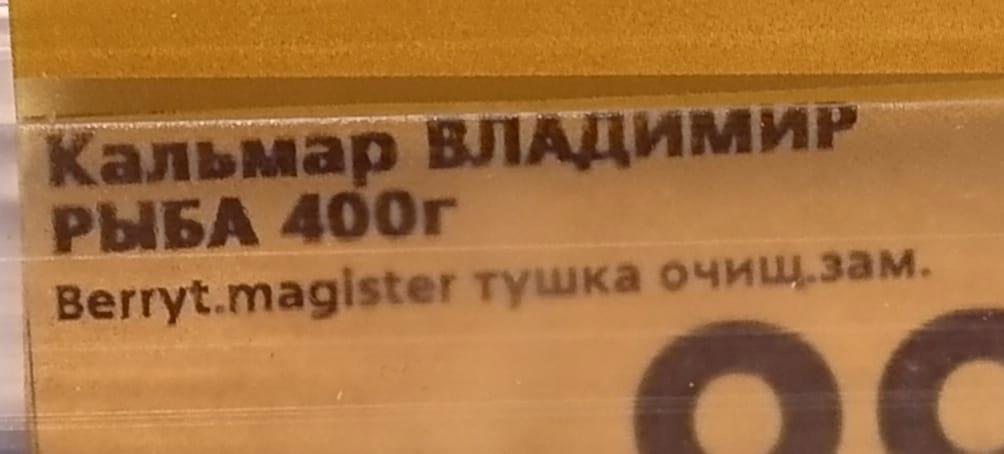 Кальмар ВЛАДИМИР
РЫБА 400г
Berryt.magister тушка очищ.зам.